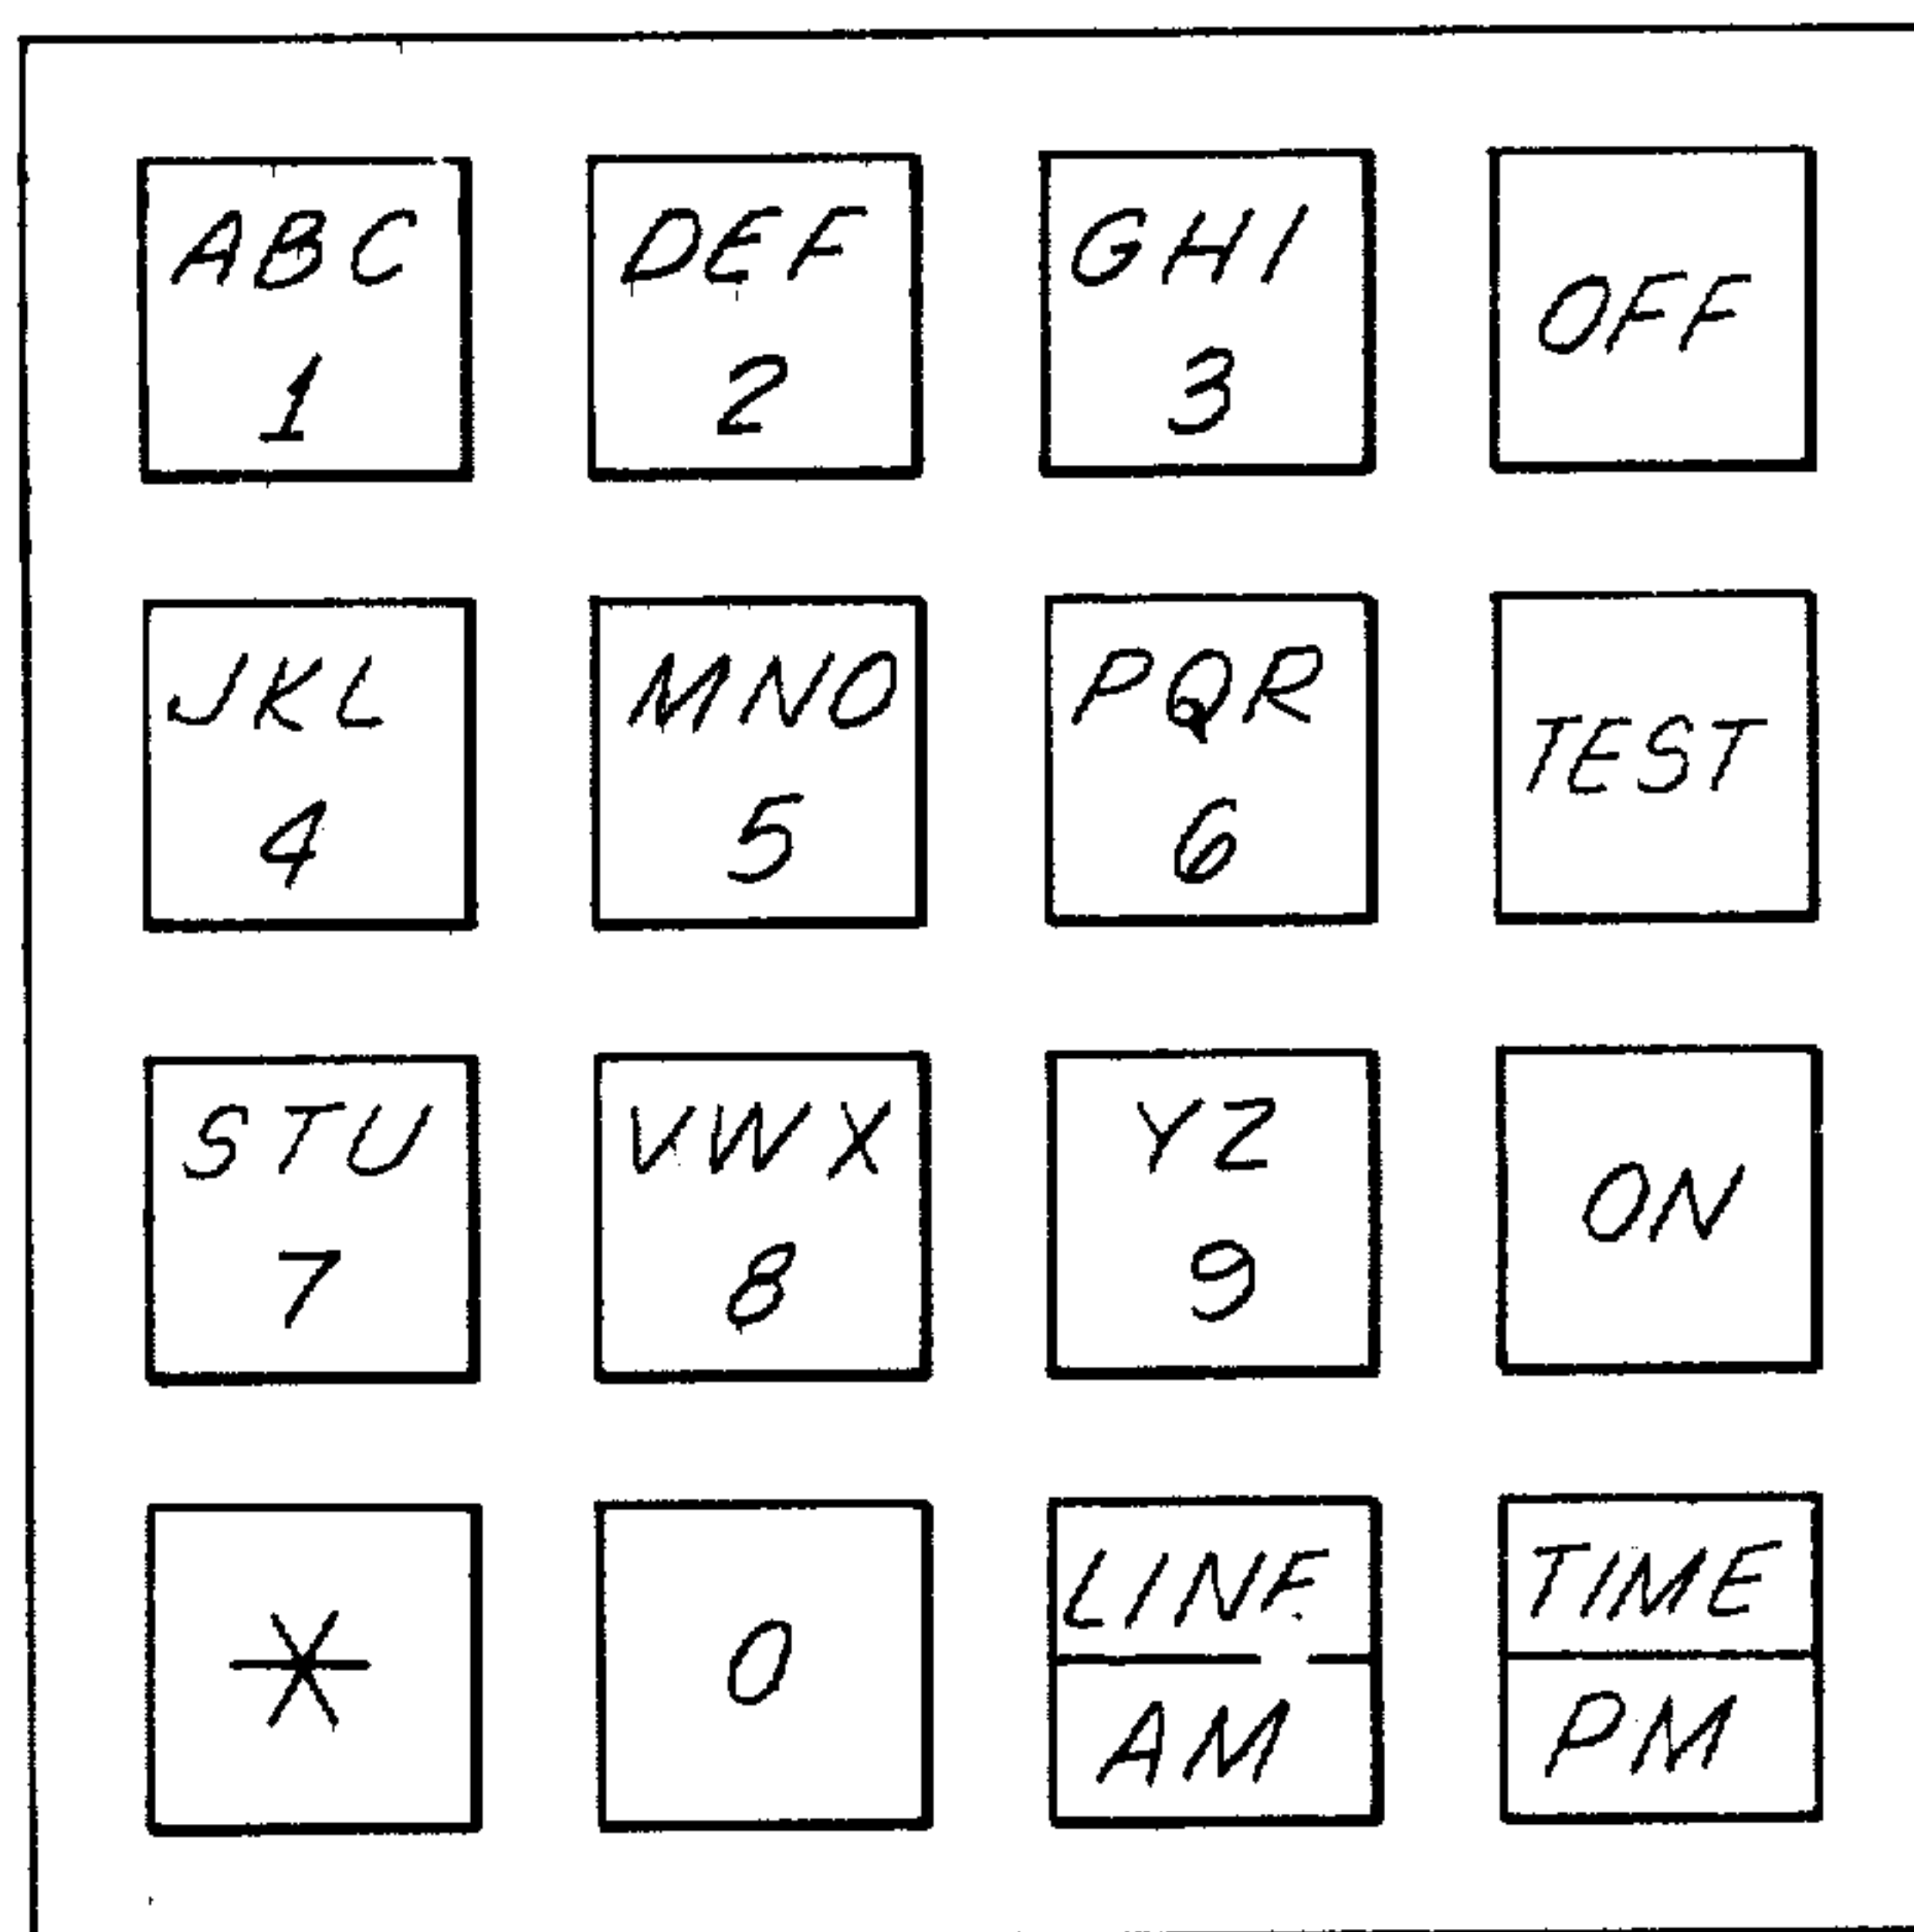 ABC DEF GHI OFF
1 2 3
JKL MNO PQR TEST
4 5 6
STU VWX YZ ON
7 8 9
* 0 LINE TIME
AM PM